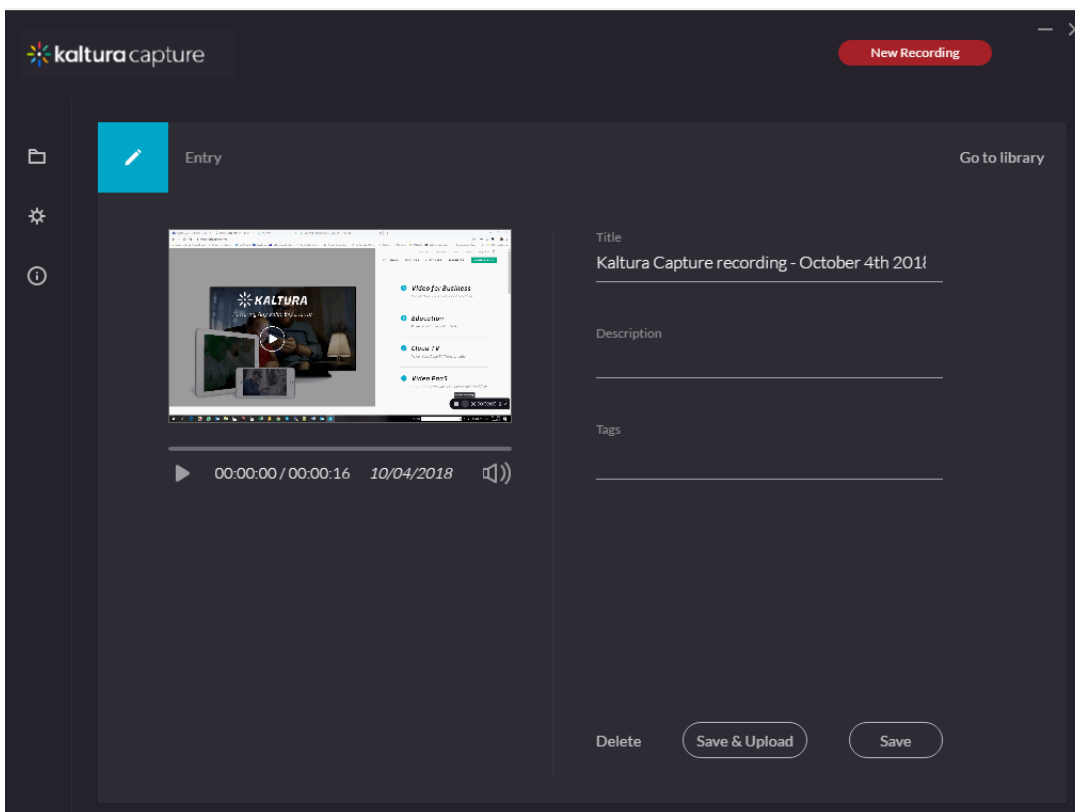 kaltura capture
New Recording
Entry
Go to library
KALTURA
Video for Business
Education
Cloud TV
Video PaaS
00:00:00 / 00:00:16 10/04/2018
Title
Kaltura Capture recording - October 4th 2018
Description
Tags
Delete
Save & Upload
Save